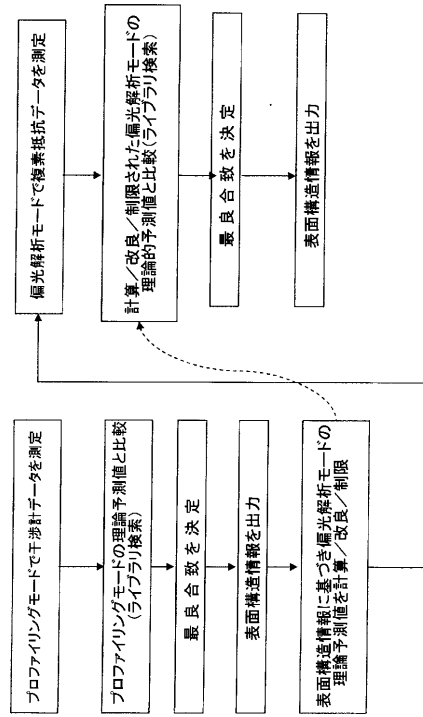 プロファイリングモードで干渉計データを測定
プロファイリングモードの理論予測値と比較
(ライブラリ検索)
最良合致を決定
表面構造情報を出力
表面構造情報に基づき偏光解析モードの
理論予測値を計算/改良/制限
偏光解析モードで複素抵抗データを測定
計算/改良/制限された偏光解析モードの
理論的予測値と比較(ライブラリ検索)
最良合致を決定
表面構造情報を出力